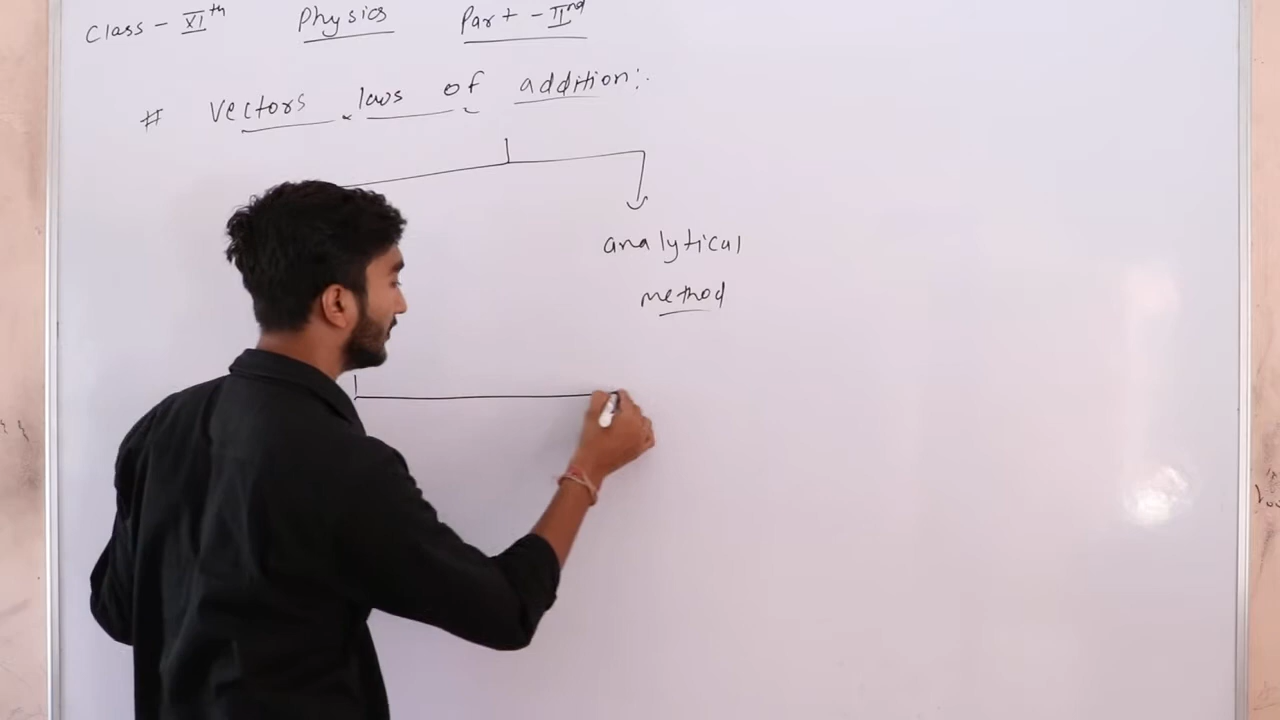 Class - XIth Physics Part - IInd
# Vectors laws of addition:
analytical
method